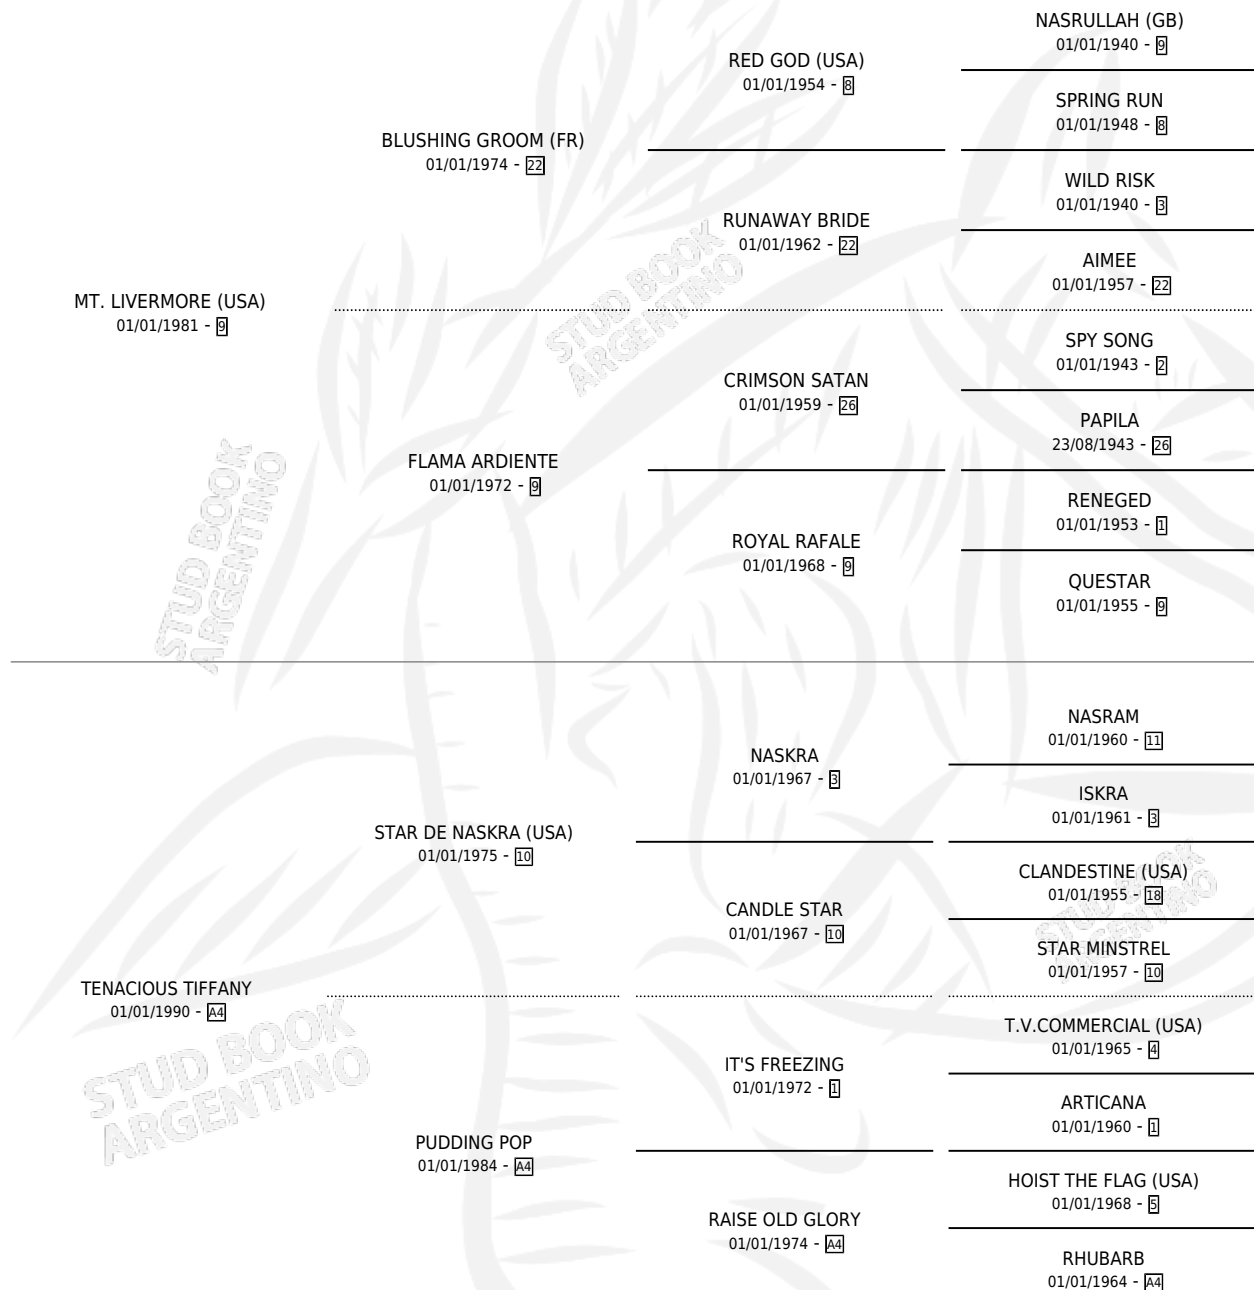 NASRULLAH (GB)
01/01/1940 - 9
RED GOD (USA)
01/01/1954 - 8
SPRING RUN
01/01/1948 - 8
BLUSHING GROOM (FR)
01/01/1974 - 22
WILD RISK
01/01/1940 - 3
RUNAWAY BRIDE
01/01/1962 - 22
AIMEE
01/01/1957 - 22
MT. LIVERMORE (USA)
01/01/1981 - 9
SPY SONG
01/01/1943 - 2
CRIMSON SATAN
01/01/1959 - 26
PAPILA
23/08/1943 - 26
FLAMA ARDIENTE
01/01/1972 - 9
RENEGED
01/01/1953 - 1
ROYAL RAFALE
01/01/1968 - 9
QUESTAR
01/01/1955 - 9
NASRAM
01/01/1960 - 11
NASKRA
01/01/1967 - 3
ISKRA
01/01/1961 - 3
STAR DE NASKRA (USA)
01/01/1975 - 10
CLANDESTINE (USA)
01/01/1955 - 18
CANDLE STAR
01/01/1967 - 10
STAR MINSTREL
01/01/1957 - 10
TENACIOUS TIFFANY
01/01/1990 - A4
T.V.COMMERCIAL (USA)
01/01/1965 - 4
IT'S FREEZING
01/01/1972 - 1
ARTICANA
01/01/1960 - 1
PUDDING POP
01/01/1984 - A4
HOIST THE FLAG (USA)
01/01/1968 - 5
RAISE OLD GLORY
01/01/1974 - A4
RHUBARB
01/01/1964 - A4
STUD BOOK
ARGENTINO
STUD BOOK
ARGENTINO
STUD BOOK
ARGENTINO
STUD BOOK
ARGENTINO